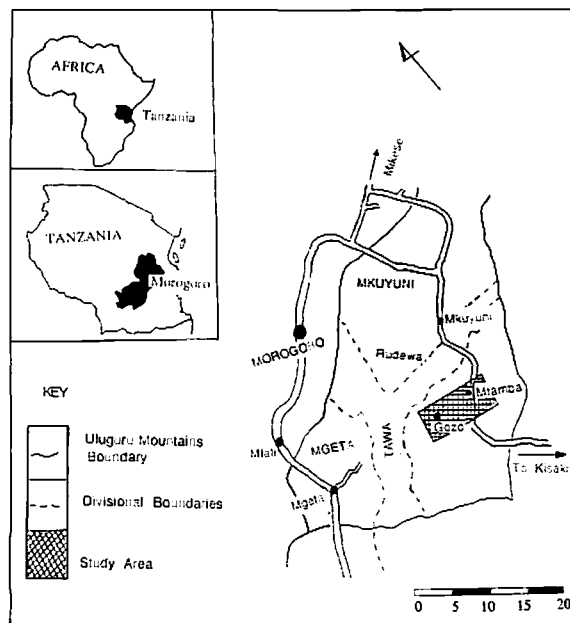 AFRICA
Tanzania
TANZANIA
Morogoro
KEY
Uluguru Mountains
Boundary
Divisional Boundaries
Study Area
Mikese
MKUYUNI
Mkuyuni
MOROGORO
Rudewa
Mtamba
Gozo
TAWA
Mlali
MGETA
Mgeta
To Kisaki
0 5 10 15 20